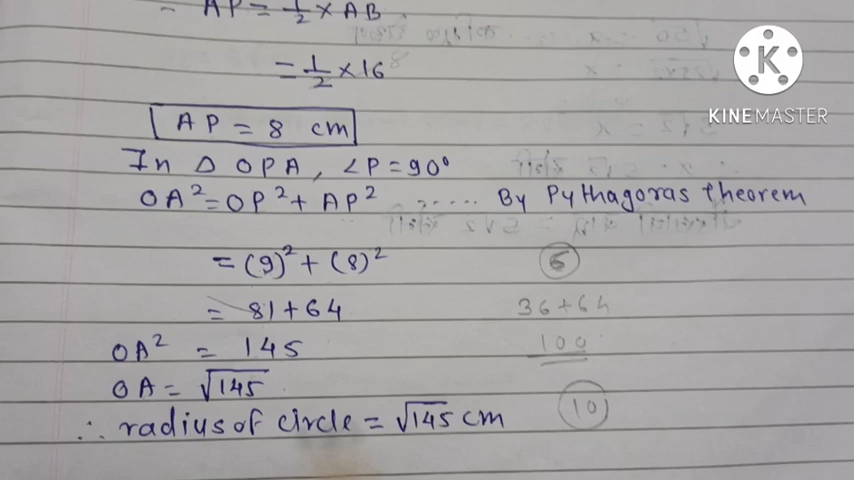 = AP = 1/2 × AB
= 1/2 × 16 8
AP = 8 cm
In △ OPA, ∠P = 90°
OA² = OP² + AP² ..... By Pythagoras theorem
= (9)² + (8)² 6
= 81 + 64 36 + 64
OA² = 145 100
OA = √145
∴ radius of circle = √145 cm 10
K
KINEMASTER